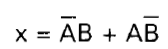 x = A̅B + AB̅